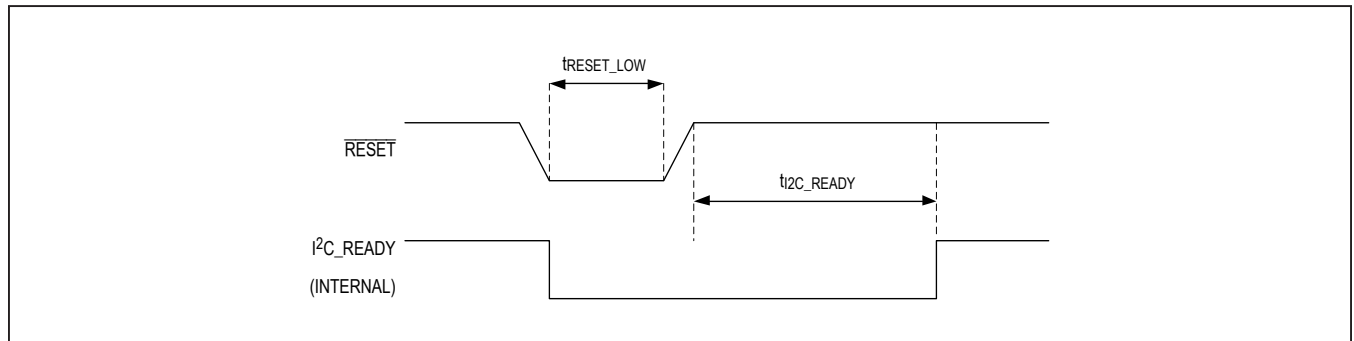 tRESET_LOW
RESET
tI2C_READY
I²C_READY
(INTERNAL)